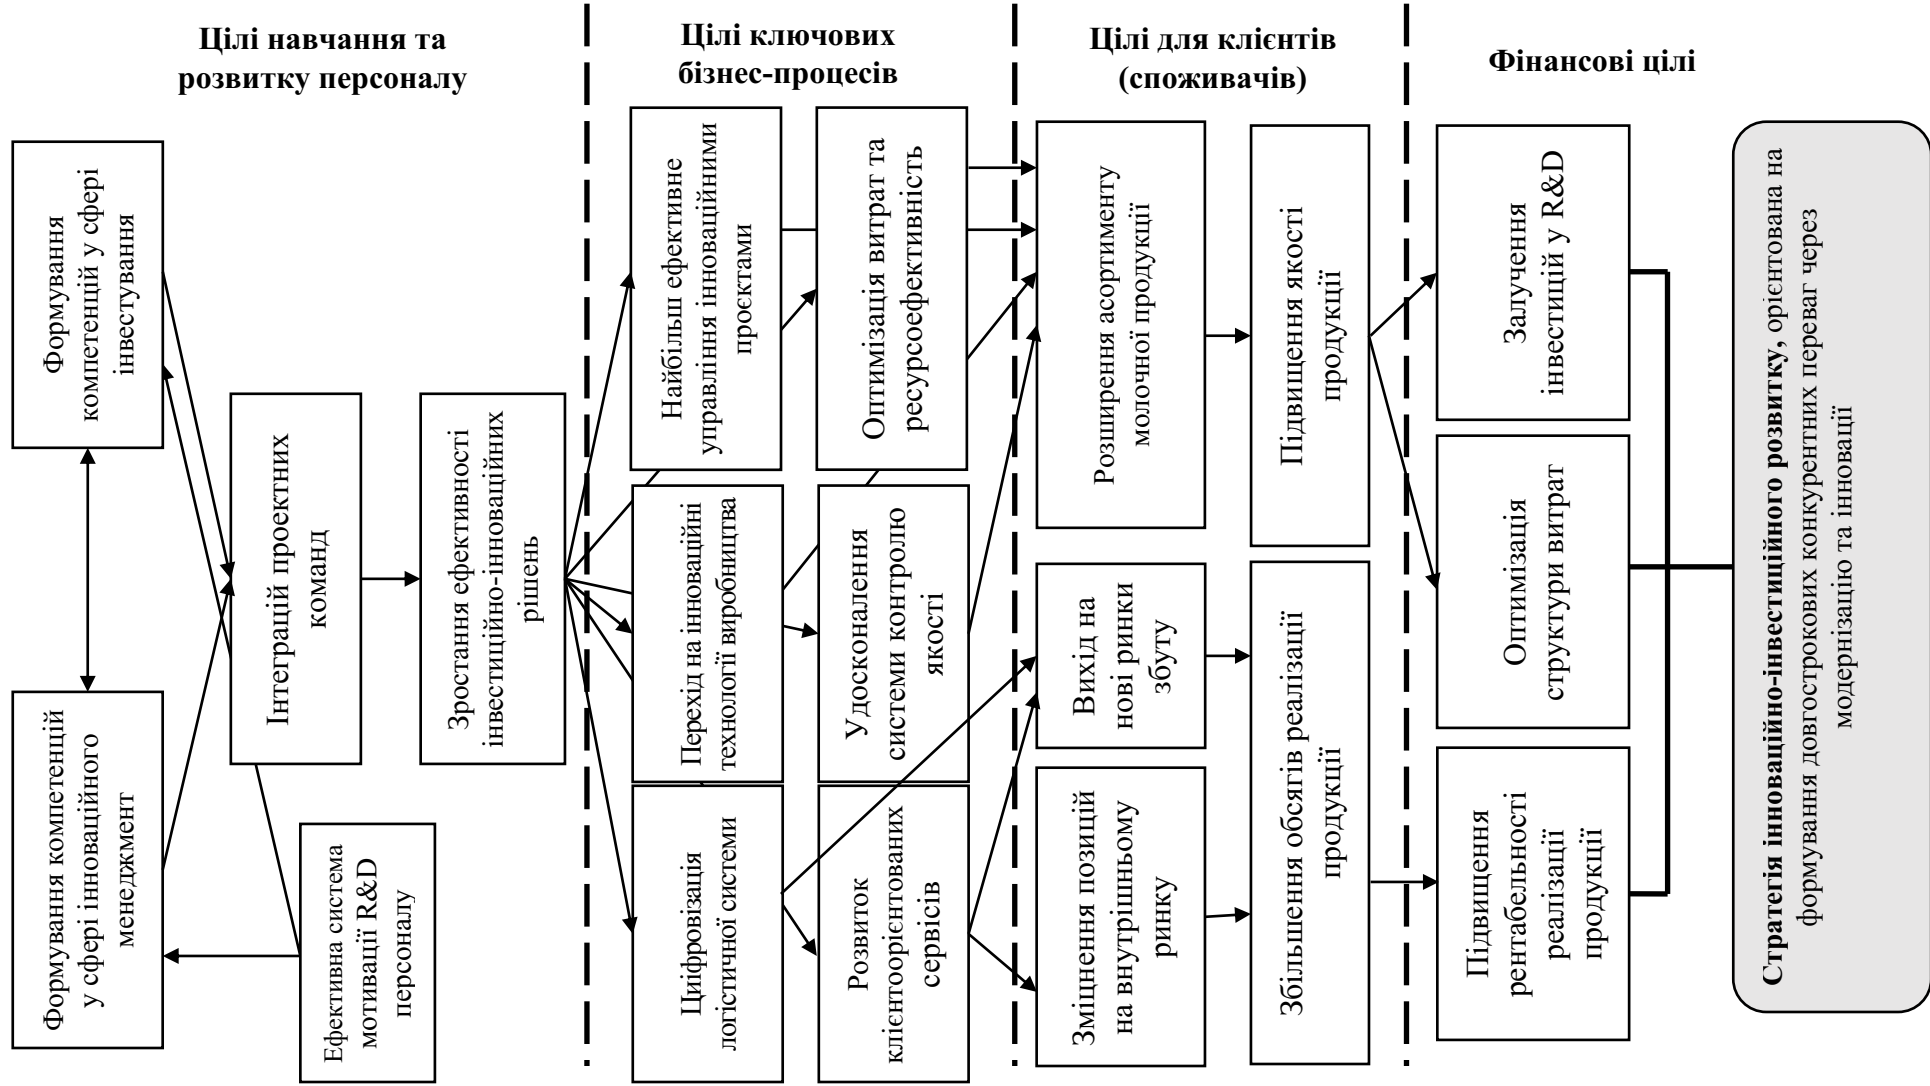 Цілі навчання та
розвитку персоналу
Цілі ключових
бізнес-процесів
Цілі для клієнтів
(споживачів)
Фінансові цілі
Формування
компетенцій у сфері
інвестування
Формування компетенцій
у сфері інноваційного
менеджмент
Ефективна система
мотивації R&D
персоналу
Інтеграцій проектних
команд
Зростання ефективності
інвестиційно-інноваційних
рішень
Найбільш ефективне
управління інноваційними
проєктами
Перехід на інноваційні
технології виробництва
Циіфровізація
логістичної системи
Оптимізація витрат та
ресурсоефективність
Удосконалення
системи контролю
якості
Розвиток
клієнтоорієнтованих
сервісів
Розширення асортименту
молочної продукції
Вихід на
нові ринки
збуту
Зміцнення позицій
на внутрішньому
ринку
Підвищення якості
продукції
Збільшення обсягів реалізації
продукції
Залучення
інвестицій у R&D
Оптимізація
структури витрат
Підвищення
рентабельності
реалізації
продукції
Стратегія інноваційно-інвестиційного розвитку, орієнтована на
формування довгострокових конкурентних переваг через
модернізацію та інновації